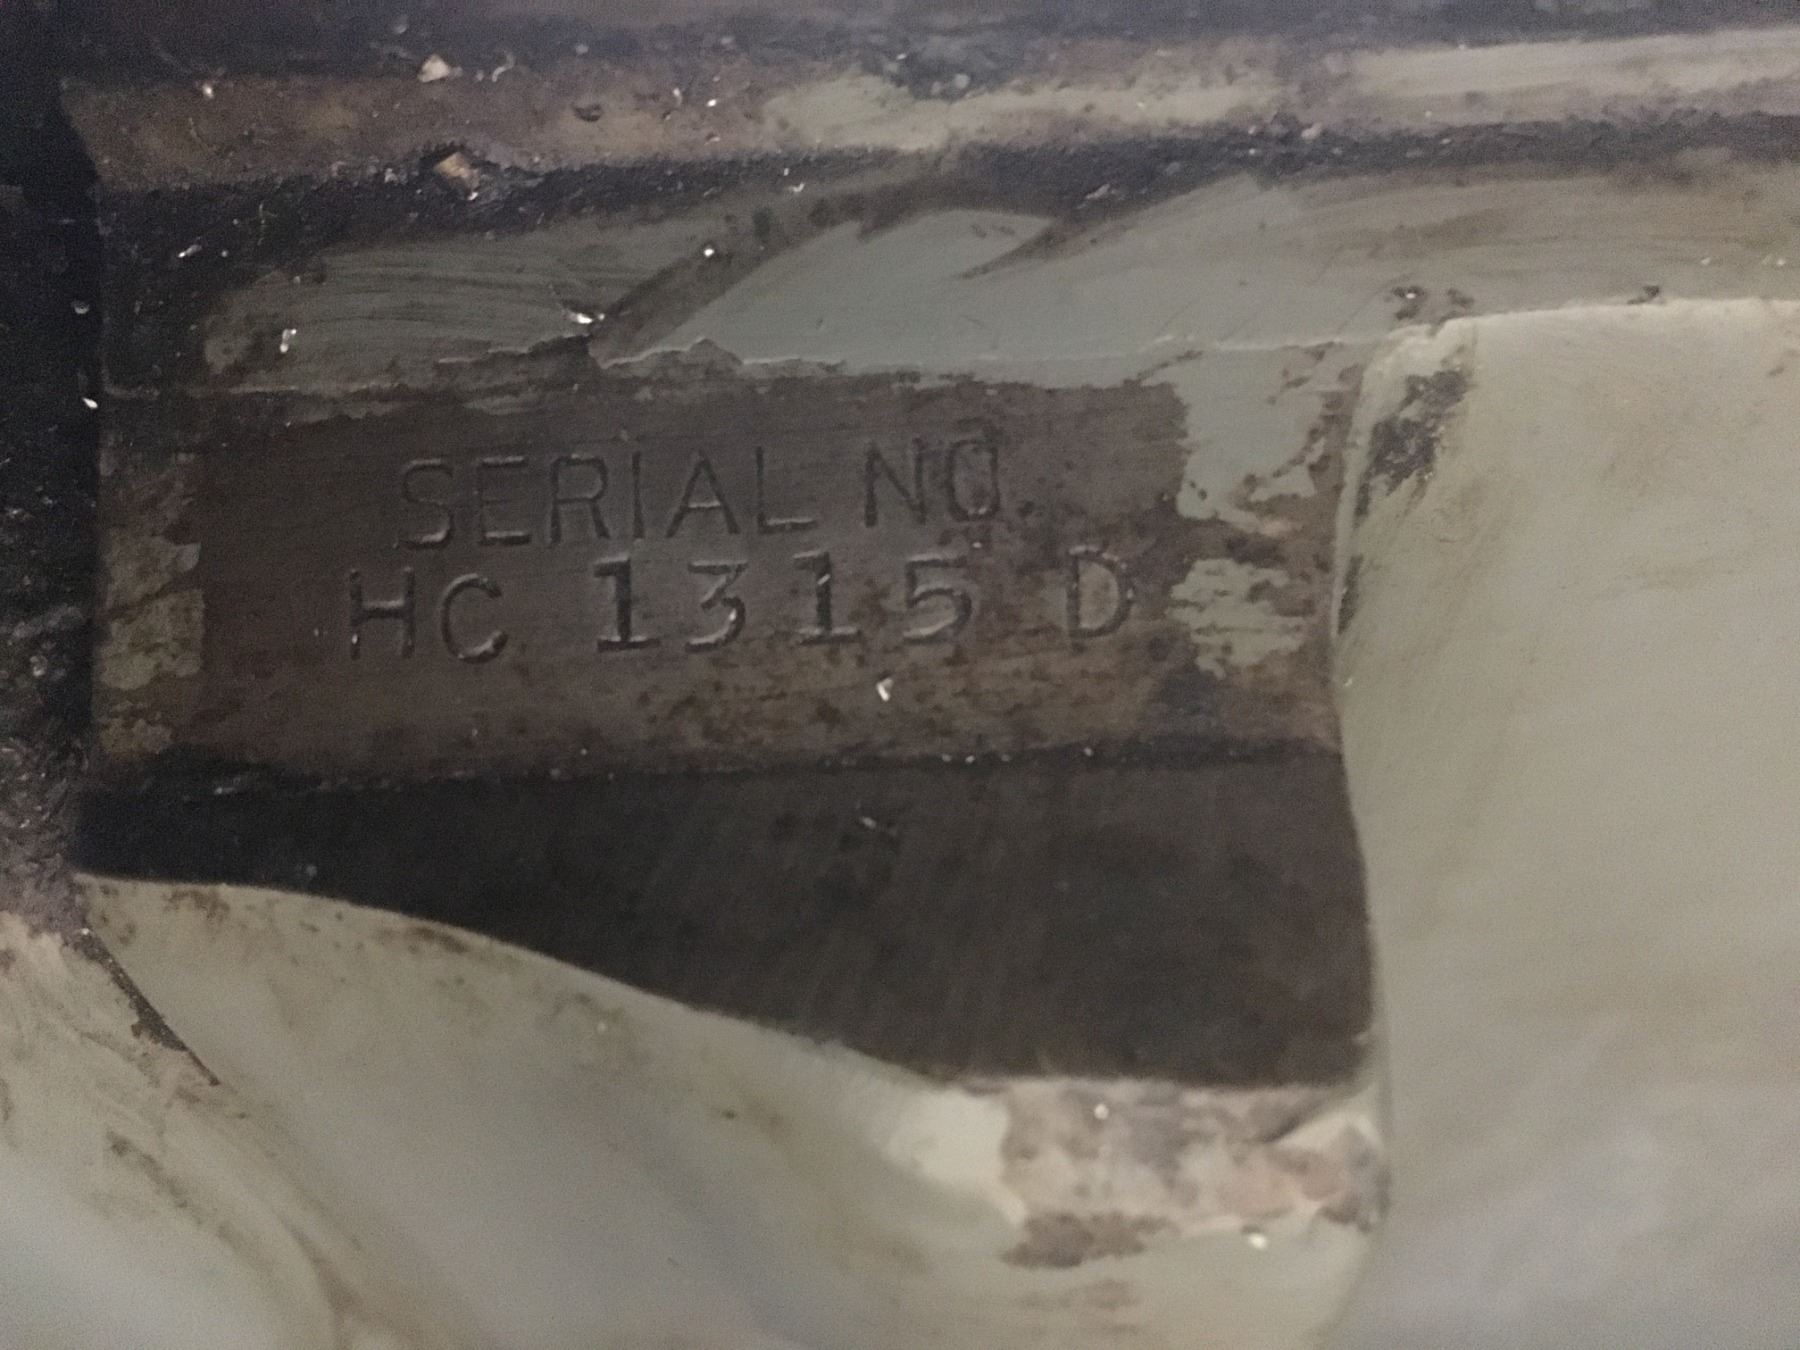 SERIAL NO.
HC 1315 D